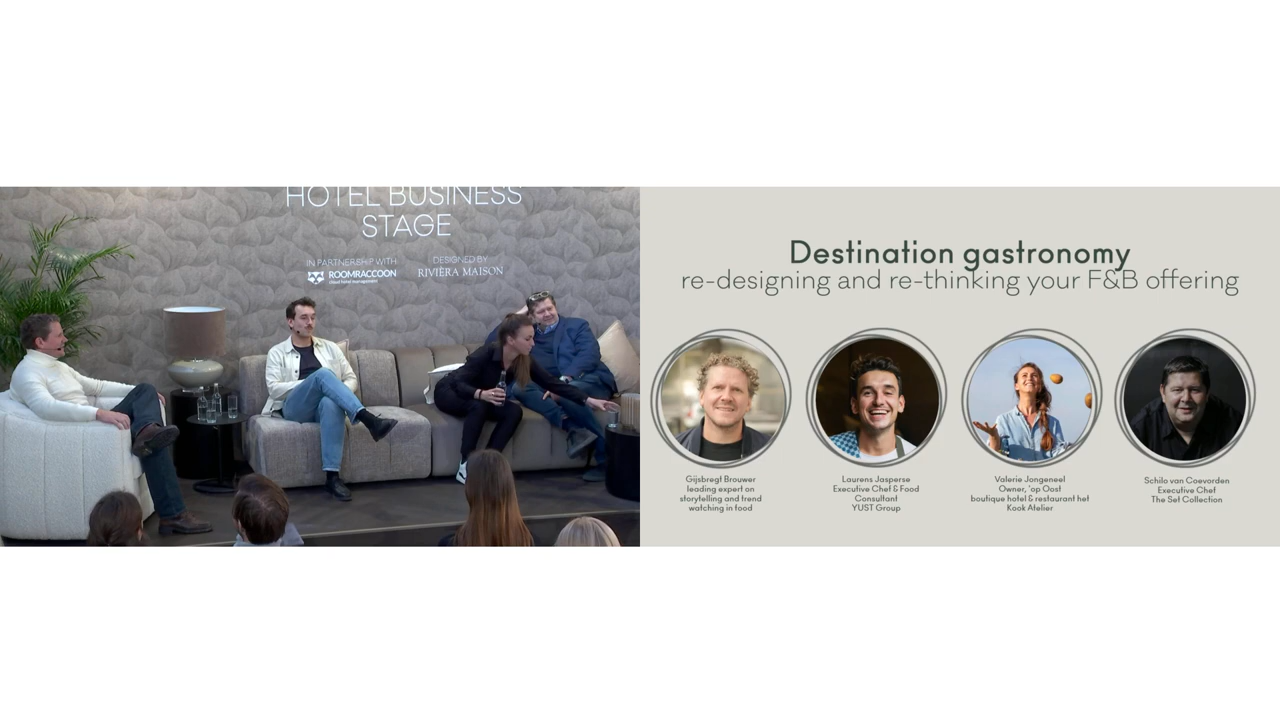 HOTEL BUSINESS
STAGE
IN PARTNERSHIP WITH
ROOMRACCOON
cloud hotel management
DESIGNED BY
RIVIÈRA MAISON
Destination gastronomy
re-designing and re-thinking your F&B offering
Gijsbregt Brouwer
leading expert on
storytelling and trend
watching in food
Laurens Jasperse
Executive Chef & Food
Consultant
YUST Group
Valerie Jongeneel
Owner, 'op Oost
boutique hotel & restaurant het
Kook Atelier
Schilo van Coevorden
Executive Chef
The Set Collection